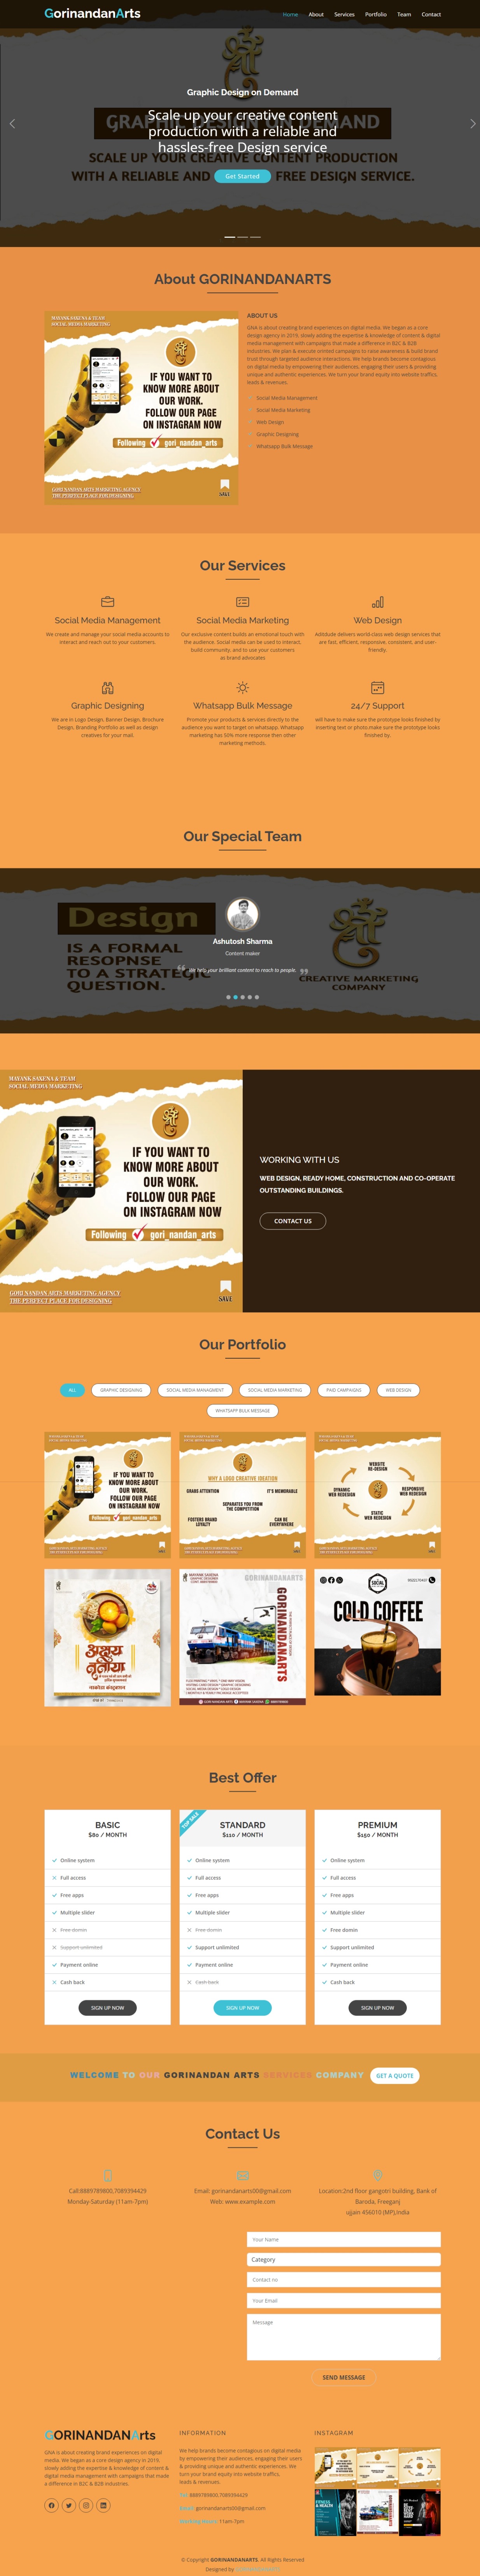 GorinandanArts
Home
About
Services
Portfolio
Team
Contact
Graphic Design on Demand
GRAPHIC DESIGN ON DEMAND
Scale up your creative content
production with a reliable and
hassles-free Design service
SCALE UP YOUR CREATIVE CONTENT PRODUCTION
WITH A RELIABLE AND
FREE DESIGN SERVICE.
Get Started
About GORINANDANARTS
MAYANK SAXENA & TEAM
SOCIAL MEDIA MARKETING
IF YOU WANT TO
KNOW MORE ABOUT
OUR WORK.
FOLLOW OUR PAGE
ON INSTAGRAM NOW
Following gori_nandan_arts
GORI NANDAN ARTS MARKETING AGENCY
THE PERFECT PLACE FOR DESIGNING
SAVE
ABOUT US
GNA is about creating brand experiences on digital media. We began as a core
design agency in 2019, slowly adding the expertise & knowledge of content & digital
media management with campaigns that made a difference in B2C & B2B
industries. We plan & execute oriented campaigns to raise awareness & build brand
trust through targeted audience interactions. We help brands become contagious
on digital media by empowering their audiences, engaging their users & providing
unique and authentic experiences. We turn your brand equity into website traffics,
leads & revenues.
Social Media Management
Social Media Marketing
Web Design
Graphic Designing
Whatsapp Bulk Message
Our Services
Social Media Management
We create and manage your social media accounts to
interact and reach out to your customers.
Social Media Marketing
Our exclusive content builds an emotional touch with
the audience. Social media can be used to interact,
build community, and to use your customers
as brand advocates.
Web Design
Adididude delivers world-class web design services that
are fast, efficient, responsive, consistent, and user-
friendly.
Graphic Designing
We are in Logo Design, Banner Design, Brochure
Design, Branding Portfolio as well as design
creatives for your mail.
Whatsapp Bulk Message
Promote your products & services directly to the
audience you want to target on whatsapp. Whatsapp
marketing has 50% more response then other
marketing methods.
24/7 Support
will have to make sure the prototype looks finished by
inserting text or photo.make sure the prototype looks
finished by.
Our Special Team
Design
IS A FORMAL
RESOPNSE
TO A STRATEGIC
QUESTION.
Ashutosh Sharma
Content maker
We help your brilliant content to reach to people.
CREATIVE MARKETING
COMPANY
MAYANK SAXENA & TEAM
SOCIAL MEDIA MARKETING
IF YOU WANT TO
KNOW MORE ABOUT
OUR WORK.
FOLLOW OUR PAGE
ON INSTAGRAM NOW
Following gori_nandan_arts
GORI NANDAN ARTS MARKETING AGENCY
THE PERFECT PLACE FOR DESIGNING
SAVE
WORKING WITH US
WEB DESIGN, READY HOME, CONSTRUCTION AND CO-OPERATE
OUTSTANDING BUILDINGS.
CONTACT US
Our Portfolio
ALL
GRAPHIC DESIGNING
SOCIAL MEDIA MANAGMENT
SOCIAL MEDIA MARKETING
PAID CAMPAIGNS
WEB DESIGN
WHATSAPP BULK MESSAGE
IF YOU WANT TO
KNOW MORE ABOUT
OUR WORK.
FOLLOW OUR PAGE
ON INSTAGRAM NOW
Following gori_nandan_arts
WHY A LOGO CREATIVE IDEATION
GRABS ATTENTION
IT'S MEMORABLE
SEPARATES YOU FROM
THE COMPETITION
FOSTERS BRAND
LOYALTY
CAN BE
EVERYWHERE
WEBSITE
RE-DESIGN
DYNAMIC
WEB REDESIGN
RESPONSIVE
WEB REDESIGN
STATIC
WEB REDESIGN
अक्षय
तृतीया
MAYANK SAXENA
GORINANDANARTS
GORINANDANARTS
SOCIAL
COLD COFFEE
Best Offer
BASIC
$80 / MONTH
Online system
Full access
Free apps
Multiple slider
Free domin
Support unlimited
Payment online
Cash back
SIGN UP NOW
TOP SALE
STANDARD
$110 / MONTH
Online system
Full access
Free apps
Multiple slider
Free domin
Support unlimited
Payment online
Cash back
SIGN UP NOW
PREMIUM
$150 / MONTH
Online system
Full access
Free apps
Multiple slider
Free domin
Support unlimited
Payment online
Cash back
SIGN UP NOW
WELCOME TO OUR GORINANDAN ARTS SERVICES COMPANY
GET A QUOTE
Contact Us
Call:8889789800,7089394429
Monday-Saturday (11am-7pm)
Email: gorinandanarts00@gmail.com
Web: www.example.com
Location:2nd floor gangotri building, Bank of
Baroda, Freeganj
ujjain 456010 (MP),India
Your Name
Category
Contact no
Your Email
Message
SEND MESSAGE
GORINANDANArts
GNA is about creating brand experiences on digital
media. We began as a core design agency in 2019,
slowly adding the expertise & knowledge of content &
digital media management with campaigns that made
a difference in B2C & B2B industries.
INFORMATION
We help brands become contagious on digital media
by empowering their audiences, engaging their users
& providing unique and authentic experiences. We
turn your brand equity into website traffics,
leads & revenues.
8889789800,7089394429
gorinandanarts00@gmail.com
11am-7pm
INSTAGRAM
© Copyright GORINANDANARTS. All Rights Reserved
Designed by